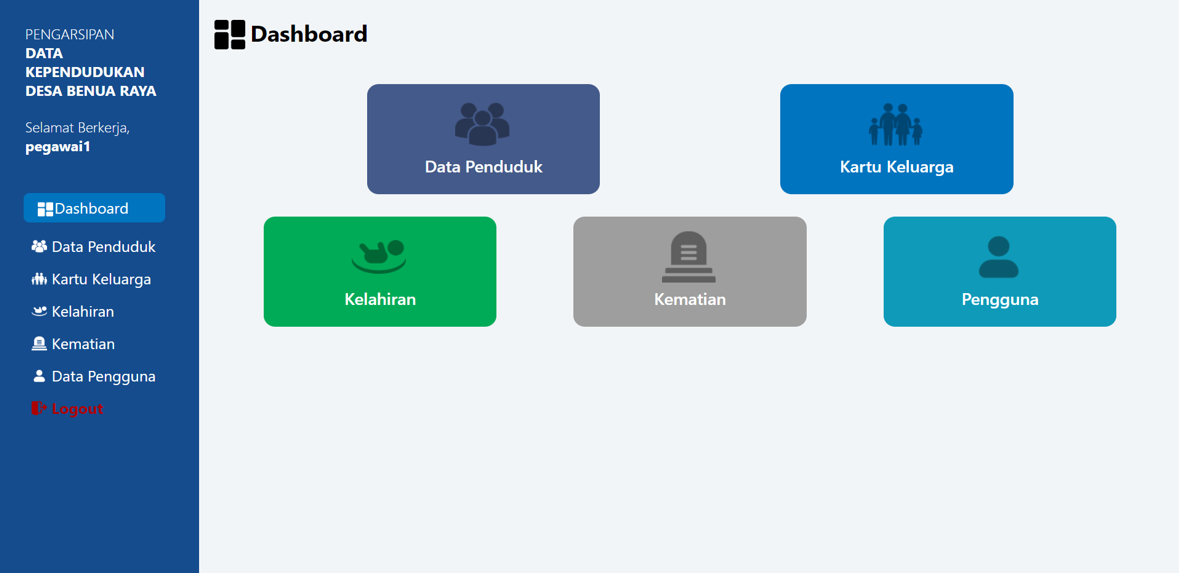 PENGARSIPAN
DATA
KEPENDUDUKAN
DESA BENUA RAYA
Selamat Berkerja,
pegawai1
Dashboard
Data Penduduk
Kartu Keluarga
Kelahiran
Kematian
Data Pengguna
Logout
Dashboard
Data Penduduk
Kartu Keluarga
Kelahiran
Kematian
Pengguna